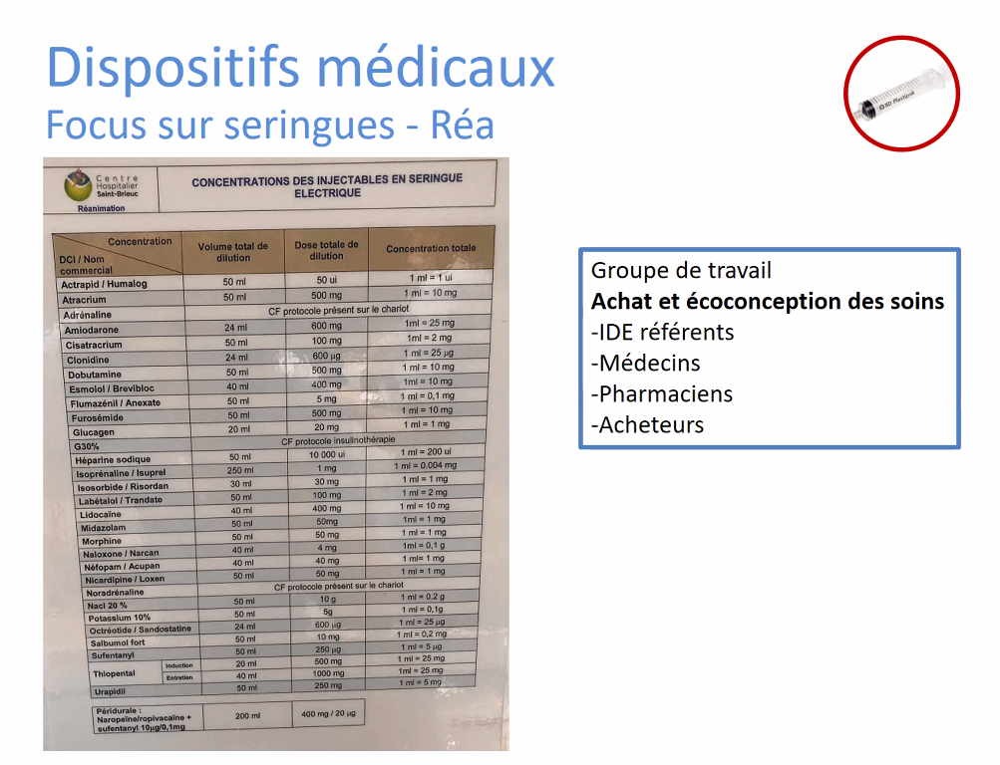 Dispositifs médicaux
Focus sur seringues - Réa
BD Plastipak
Centre
Hospitalier
Saint-Brieuc
Réanimation
CONCENTRATIONS DES INJECTABLES EN SERINGUE
ELECTRIQUE
Concentration
DCI / Nom
commercial
Volume total de
dilution
Dose totale de
dilution
Concentration totale
Actrapid / Humalog 50 ml 50 ui 1 ml = 1 ui
Atracrium 50 ml 500 mg 1 ml = 10 mg
Adrénaline CF protocole présent sur le chariot
Amiodarone 24 ml 600 mg 1ml = 25 mg
Cisatracrium 50 ml 100 mg 1ml = 2 mg
Clonidine 24 ml 600 µg 1 ml = 25 µg
Dobutamine 50 ml 500 mg 1 ml = 10 mg
Esmolol / Brevibloc 40 ml 400 mg 1ml = 10 mg
Flumazénil / Anexate 50 ml 5 mg 1 ml = 0,1 mg
Furosémide 50 ml 500 mg 1 ml = 10 mg
Glucagen 20 ml 20 mg 1 ml = 1 mg
G30% CF protocole insulinothérapie
Héparine sodique 50 ml 10 000 ui 1 ml = 200 ui
Isoprénaline / Isuprel 250 ml 1 mg 1 ml = 0.004 mg
Isosorbide / Risordan 30 ml 30 mg 1 ml = 1 mg
Labétalol / Trandate 50 ml 100 mg 1 ml = 2 mg
Lidocaïne 40 ml 400 mg 1 ml = 10 mg
Midazolam 50 ml 50mg 1ml = 1 mg
Morphine 50 ml 50 mg 1 ml = 1 mg
Naloxone / Narcan 40 ml 4 mg 1ml = 0,1 g
Néfopam / Acupan 40 ml 40 mg 1 ml= 1 mg
Nicardipine / Loxen 50 ml 50 mg 1 ml = 1 mg
Noradrénaline CF protocole présent sur le chariot
Nacl 20 % 50 ml 10 g 1 ml = 0.2 g
Potassium 10% 50 ml 5g 1 ml = 0,1g
Octréotide / Sandostatine 24 ml 600 µg 1 ml = 25 µg
Salbumol fort 50 ml 10 mg 1 ml = 0,2 mg
Sufentanyl 50 ml 250 µg 1 ml = 5 µg
Thiopental Induction 20 ml 500 mg 1 ml = 25 mg
Entretien 40 ml 1000 mg 1ml = 25 mg
Urapidil 50 ml 250 mg 1 ml = 5 mg
Péridurale :
Naropeïne/ropivacaïne +
sufentanyl 10µg/0,1mg
200 ml 400 mg / 20 µg
Groupe de travail
Achat et écoconception des soins
-IDE référents
-Médecins
-Pharmaciens
-Acheteurs